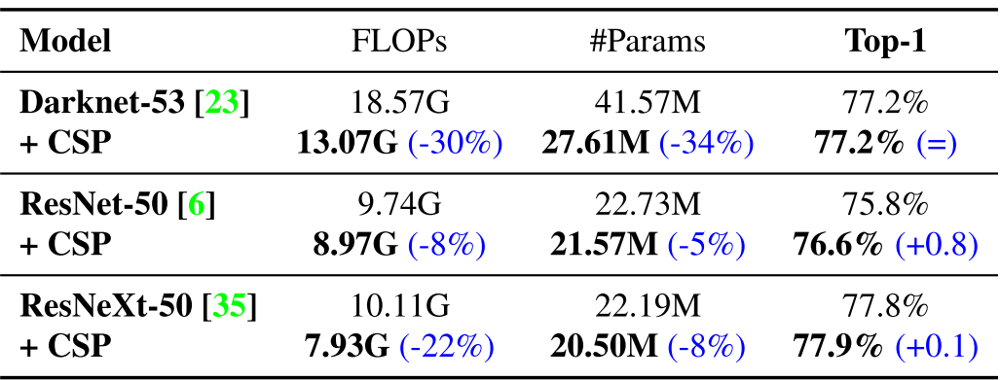 Model FLOPs #Params Top-1
Darknet-53 [23] 18.57G 41.57M 77.2%
+ CSP 13.07G (-30%) 27.61M (-34%) 77.2% (=)
ResNet-50 [6] 9.74G 22.73M 75.8%
+ CSP 8.97G (-8%) 21.57M (-5%) 76.6% (+0.8)
ResNeXt-50 [35] 10.11G 22.19M 77.8%
+ CSP 7.93G (-22%) 20.50M (-8%) 77.9% (+0.1)